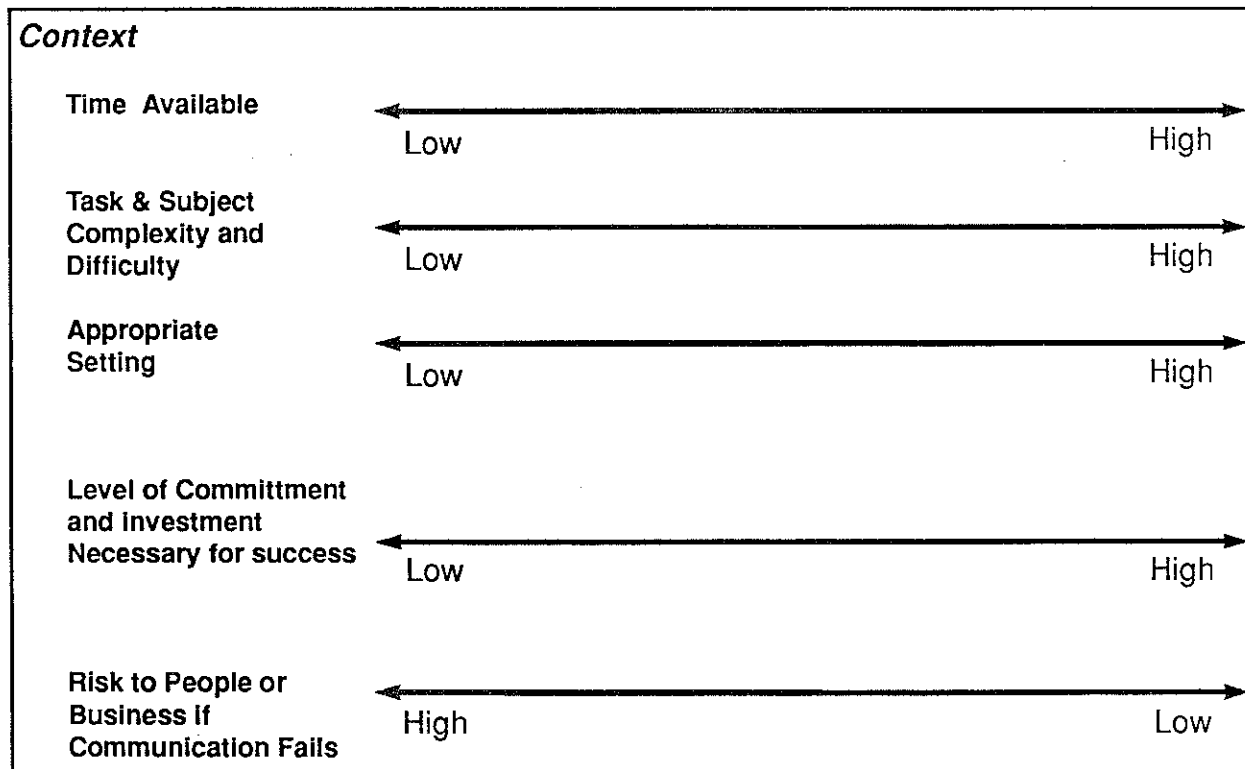 Context
Time Available
Low High
Task & Subject
Complexity and
Difficulty
Low High
Appropriate
Setting
Low High
Level of Committment
and investment
Necessary for success
Low High
Risk to People or
Business if
Communication Fails
High Low